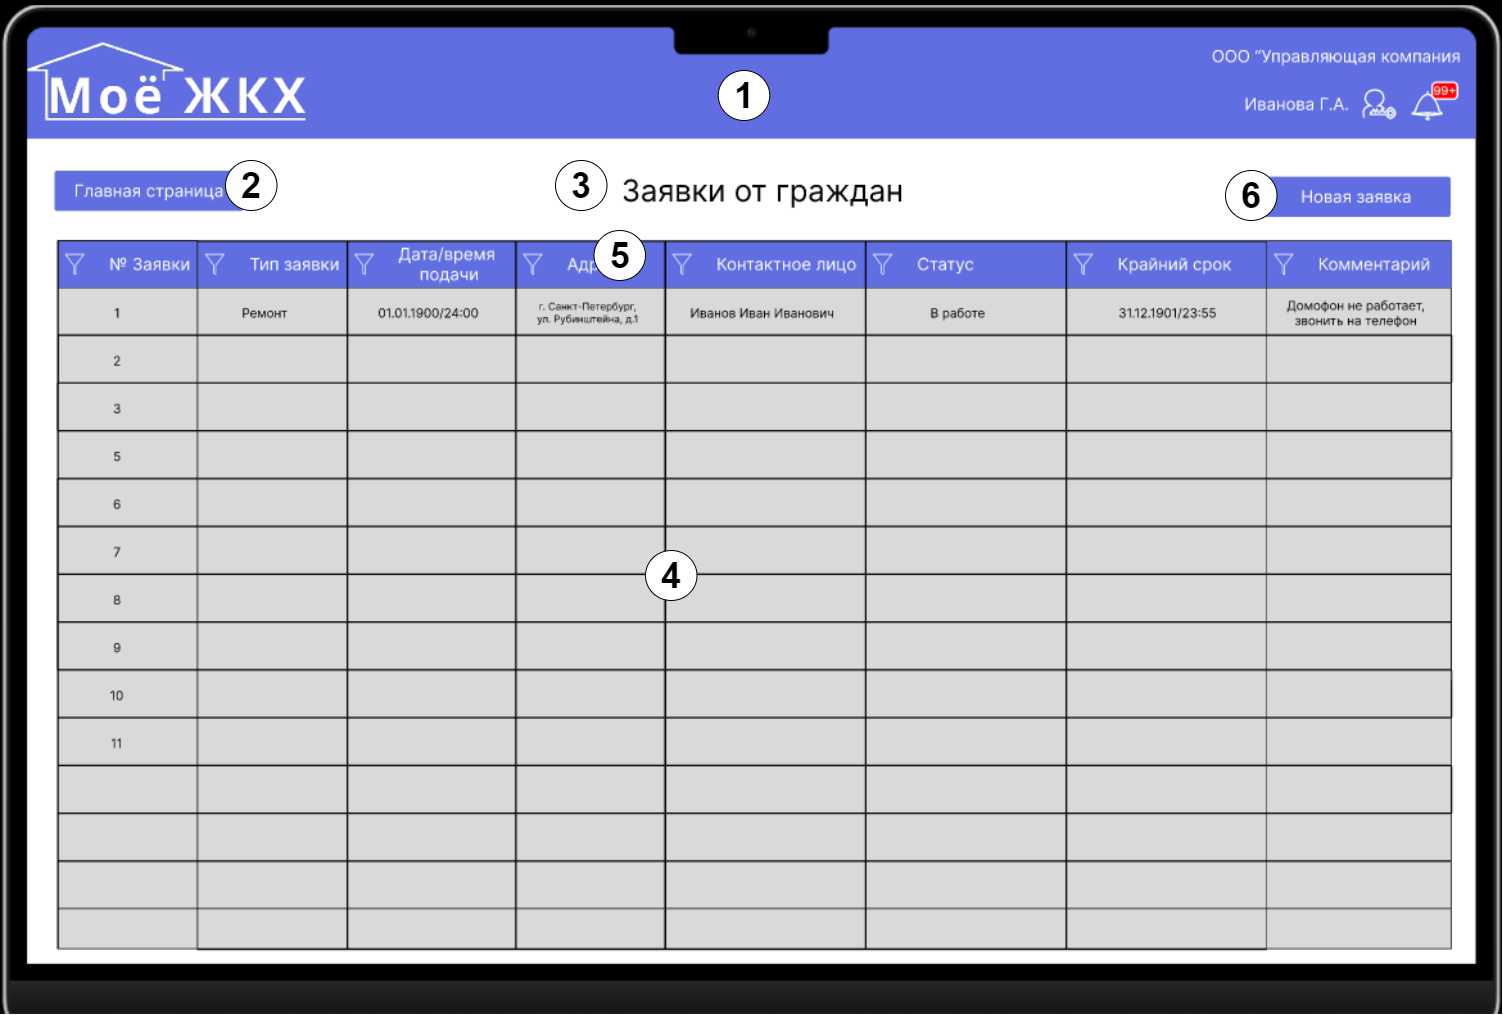 ООО "Управляющая компания
Моё ЖКХ
1
Иванова Г.А.
99+
Главная страница
2
3
Заявки от граждан
6
Новая заявка
№ Заявки
Тип заявки
Дата/время
подачи
Адр
5
Контактное лицо
Статус
Крайний срок
Комментарий
1
Ремонт
01.01.1900/24:00
г. Санкт-Петербург,
ул. Рубинштейна, д.1
Иванов Иван Иванович
В работе
31.12.1901/23:55
Домофон не работает,
звонить на телефон
2
3
5
6
7
4
8
9
10
11